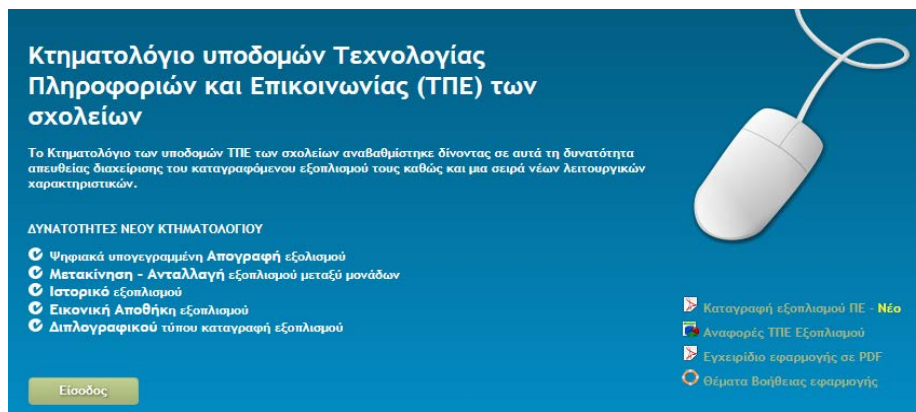 Κτηματολόγιο υποδομών Τεχνολογίας
Πληροφοριών και Επικοινωνίας (ΤΠΕ) των
σχολείων
Το Κτηματολόγιο των υποδομών ΤΠΕ των σχολείων αναβαθμίστηκε δίνοντας σε αυτά τη δυνατότητα
απευθείας διαχείρισης του καταγραφόμενου εξοπλισμού τους καθώς και μια σειρά νέων λειτουργικών
χαρακτηριστικών.
ΔΥΝΑΤΟΤΗΤΕΣ ΝΕΟΥ ΚΤΗΜΑΤΟΛΟΓΙΟΥ
Ψηφιακά υπογεγραμμένη Απογραφή εξολισμού
Μετακίνηση - Ανταλλαγή εξοπλισμού μεταξύ μονάδων
Ιστορικό εξοπλισμού
Εικονική Αποθήκη εξοπλισμού
Διπλογραφικού τύπου καταγραφή εξοπλισμού
Είσοδος
Καταγραφή εξοπλισμού ΠΕ - Νέο
Αναφορές ΤΠΕ Εξοπλισμού
Εγχειρίδιο εφαρμογής σε PDF
Θέματα Βοήθειας εφαρμογής